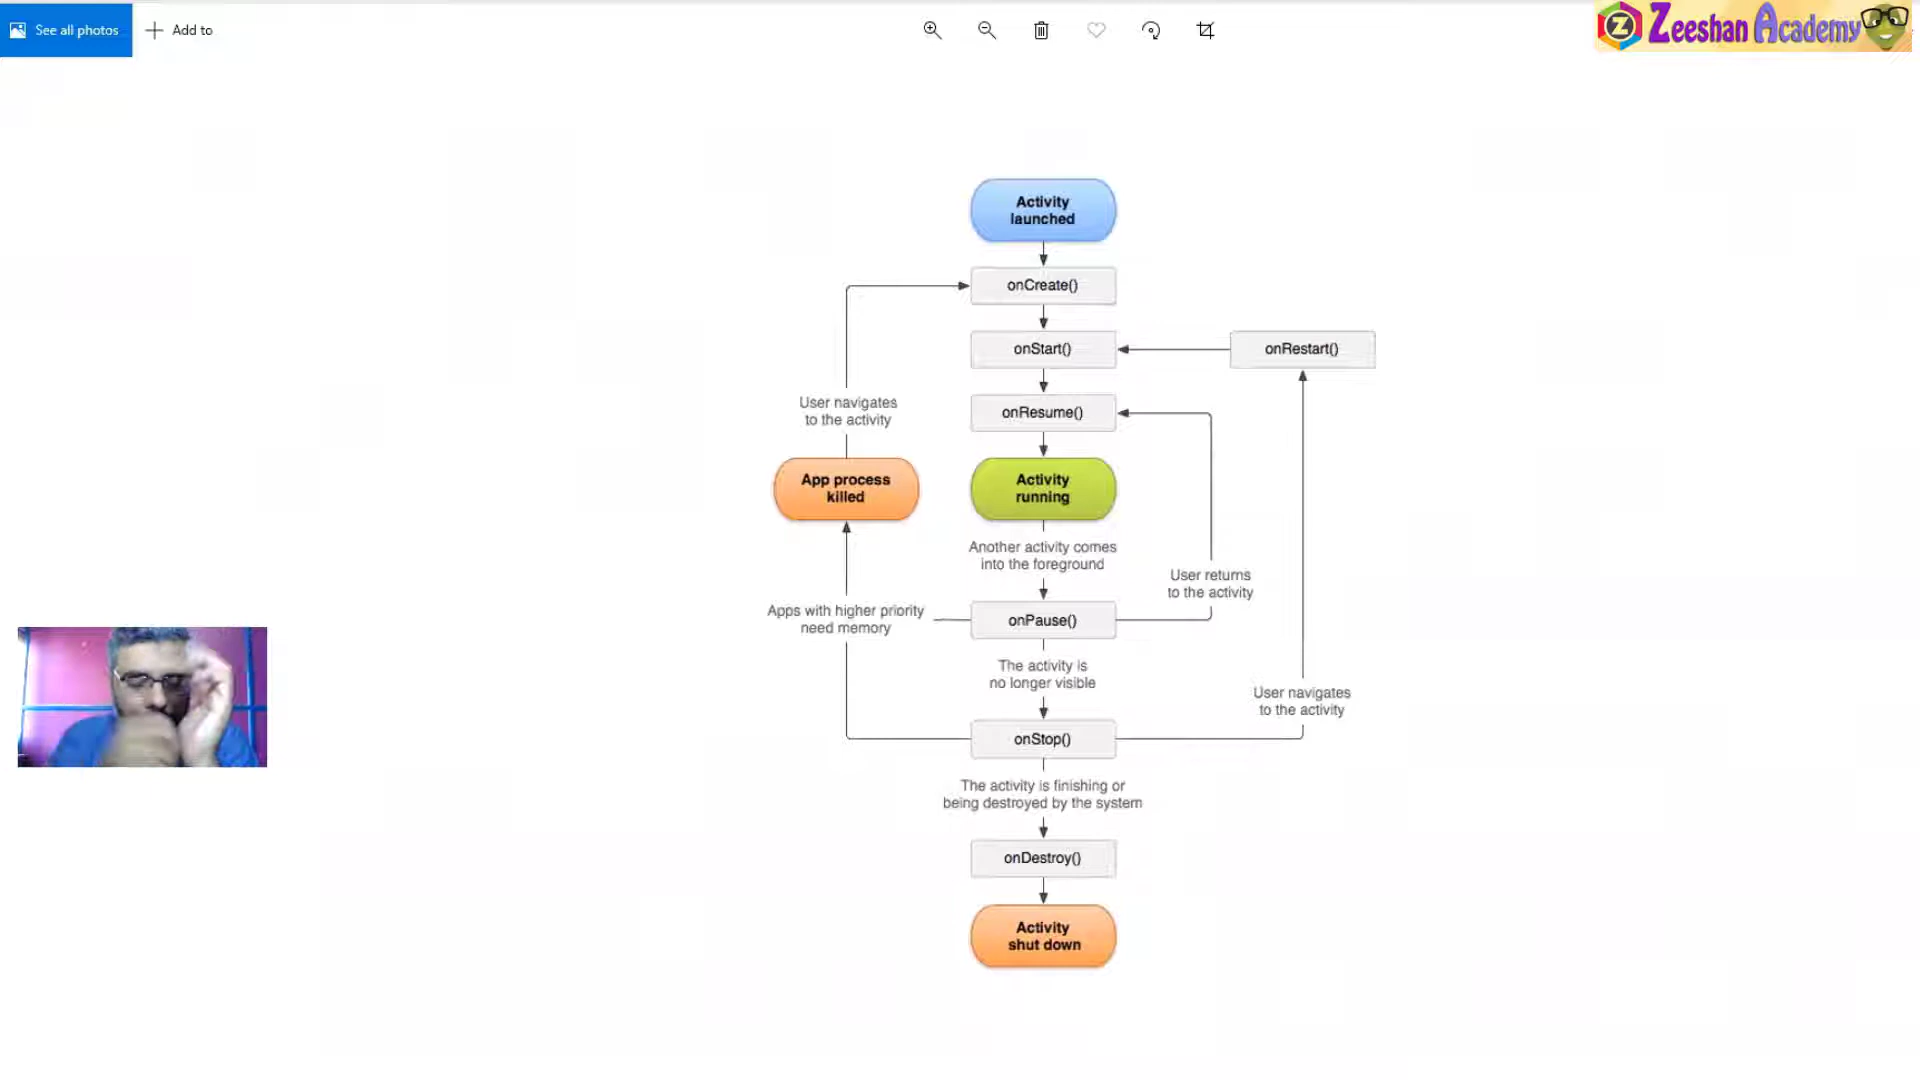 See all photos
Add to
Zeeshan Academy
Activity
launched
onCreate()
onStart()
onRestart()
onResume()
User navigates
to the activity
App process
killed
Activity
running
Another activity comes
into the foreground
User returns
to the activity
Apps with higher priority
need memory
onPause()
The activity is
no longer visible
User navigates
to the activity
onStop()
The activity is finishing or
being destroyed by the system
onDestroy()
Activity
shut down